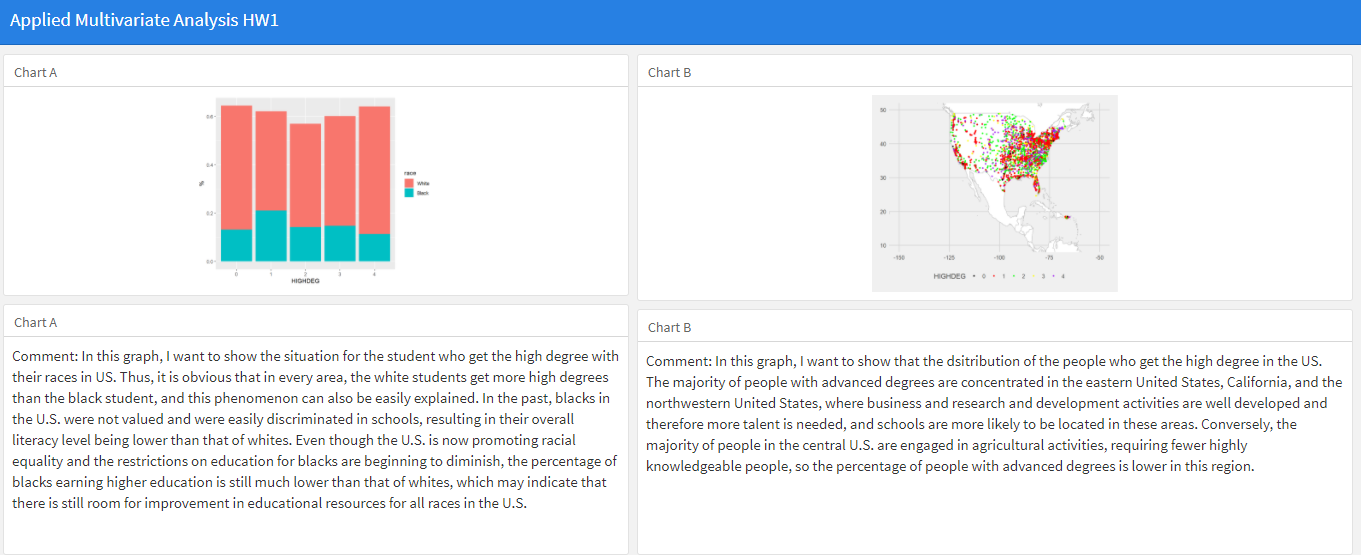 Applied Multivariate Analysis HW1
Chart A
Chart B
0.6
0.4
0.2
0.0
%
0 1 2 3 4
HIGHDEG
race
White
Black
50
40
30
20
10
-150 -125 -100 -75 -50
HIGHDEG 0 1 2 3 4
Chart A
Comment: In this graph, I want to show the situation for the student who get the high degree with
their races in US. Thus, it is obvious that in every area, the white students get more high degrees
than the black student, and this phenomenon can also be easily explained. In the past, blacks in
the U.S. were not valued and were easily discriminated in schools, resulting in their overall
literacy level being lower than that of whites. Even though the U.S. is now promoting racial
equality and the restrictions on education for blacks are beginning to diminish, the percentage of
blacks earning higher education is still much lower than that of whites, which may indicate that
there is still room for improvement in educational resources for all races in the U.S.
Chart B
Comment: In this graph, I want to show that the dsitribution of the people who get the high degree in the US.
The majority of people with advanced degrees are concentrated in the eastern United States, California, and the
northwestern United States, where business and research and development activities are well developed and
therefore more talent is needed, and schools are more likely to be located in these areas. Conversely, the
majority of people in the central U.S. are engaged in agricultural activities, requiring fewer highly
knowledgeable people, so the percentage of people with advanced degrees is lower in this region.